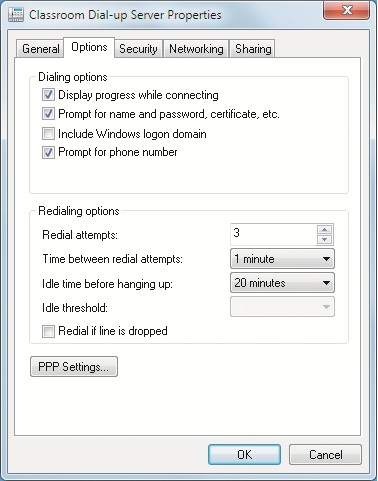 Classroom Dial-up Server Properties
General Options Security Networking Sharing
Dialing options
Display progress while connecting
Prompt for name and password, certificate, etc.
Include Windows logon domain
Prompt for phone number
Redialing options
Redial attempts: 3
Time between redial attempts: 1 minute
Idle time before hanging up: 20 minutes
Idle threshold:
Redial if line is dropped
PPP Settings...
OK Cancel